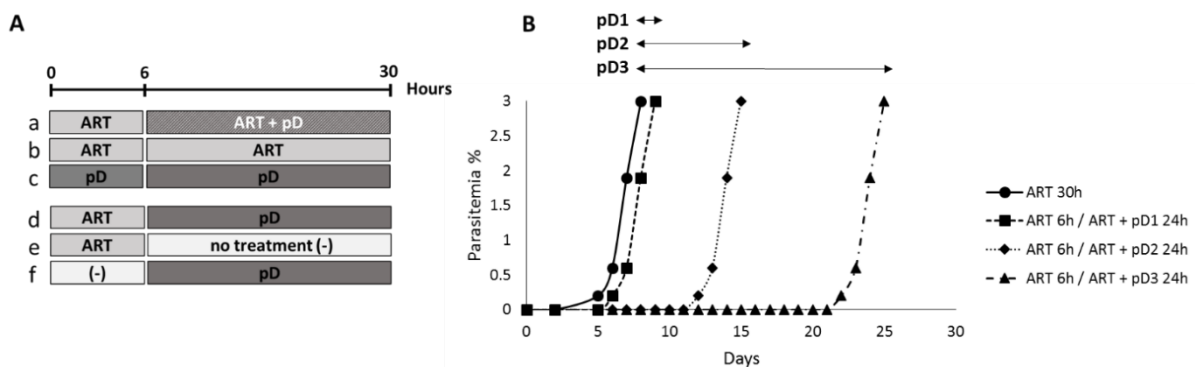 A
0 6 30
Hours
a ART ART + pD
b ART ART
c pD pD
d ART pD
e ART no treatment (-)
f (-) pD
B
pD1
pD2
pD3
3
2.5
2
1.5
1
0.5
0
Parasitemia %
0 5 10 15 20 25 30
Days
ART 30h
ART 6h / ART + pD1 24h
ART 6h / ART + pD2 24h
ART 6h / ART + pD3 24h